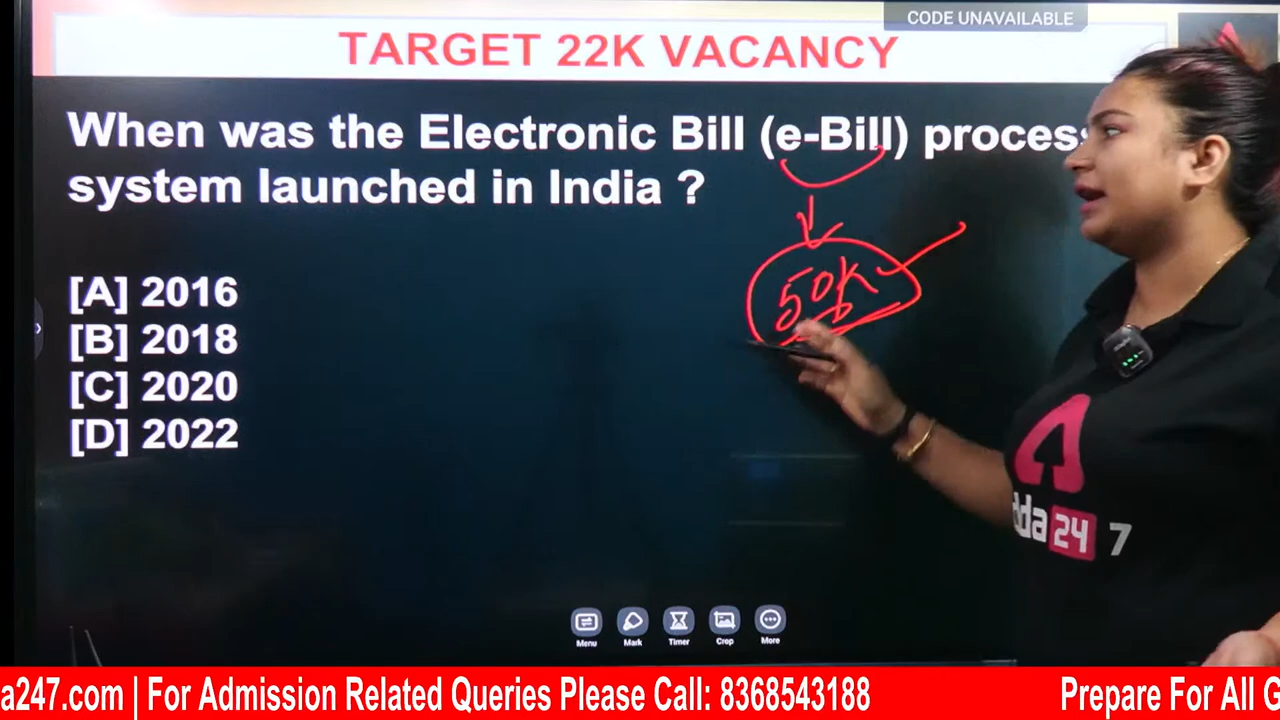 CODE UNAVAILABLE
TARGET 22K VACANCY
When was the Electronic Bill (e-Bill) process
system launched in India ?
50K
[A] 2016
[B] 2018
[C] 2020
[D] 2022
dda 24 7
Menu Mark Timer Crop More
a247.com | For Admission Related Queries Please Call: 8368543188 Prepare For All G